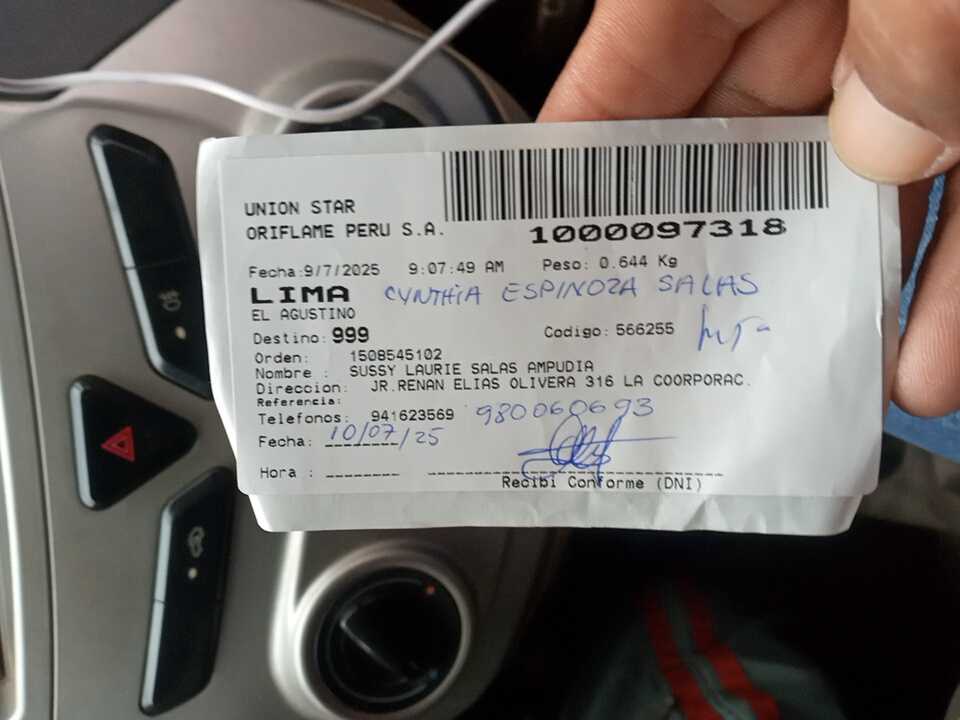 UNION STAR
ORIFLAME PERU S.A.
1000097318
Fecha:9/7/2025 9:07:49 AM Peso: 0.644 Kg
LIMA CYNTHIA ESPINOZA SALAS
EL AGUSTINO
Destino: 999 Codigo: 566255
Orden: 1508545102
Nombre : SUSSY LAURIE SALAS AMPUDIA
Direccion: JR.RENAN ELIAS OLIVERA 316 LA COORPORAC.
Referencia:
Telefonos: 941623569 980060693
Fecha: 10/07/25
Hora :
Recibi Conforme (DNI)